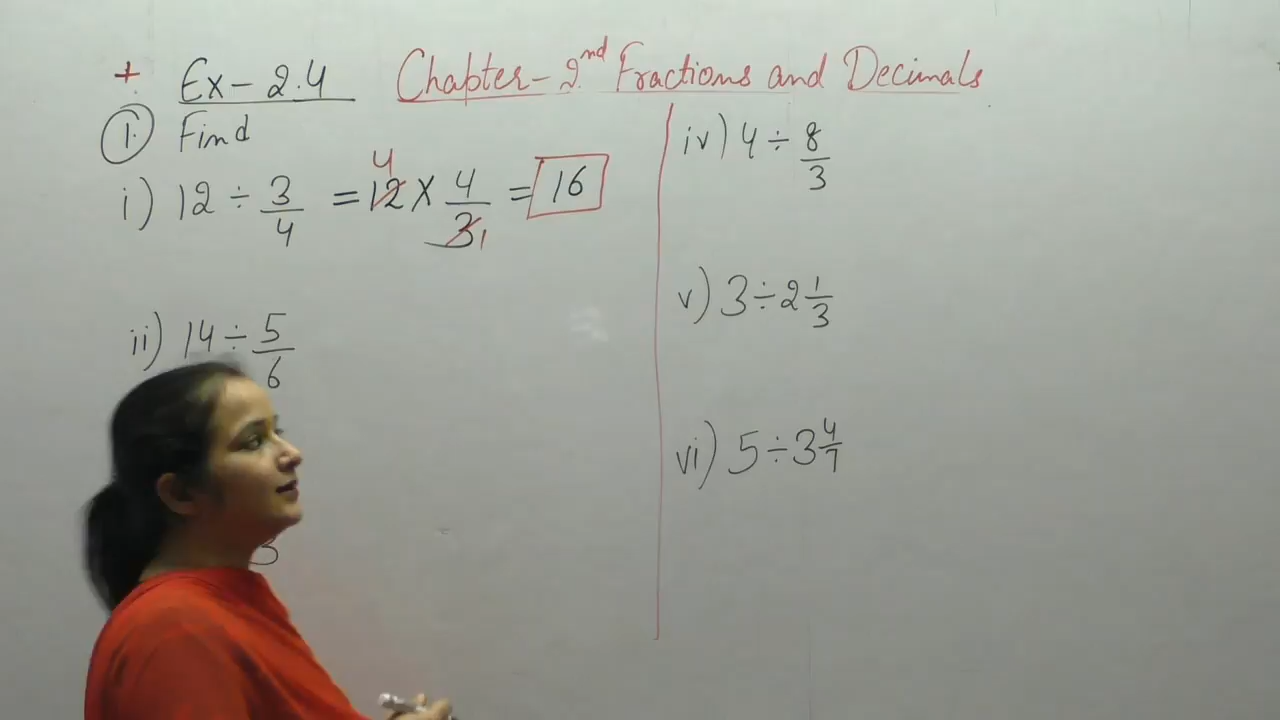 + Ex-2.4 Chapter-2nd Fractions and Decimals
1. Find
i) 12 ÷ 3/4 = 12 4 × 4/3 1 = 16
ii) 14 ÷ 5/6
3
iv) 4 ÷ 8/3
v) 3 ÷ 2 1/3
vi) 5 ÷ 3 4/7